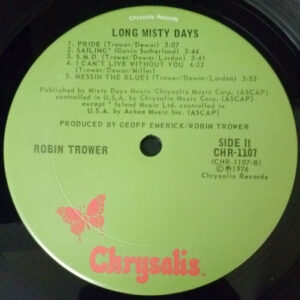 Chrysalis Records
LONG MISTY DAYS
1. PRIDE (Trower/Dewar) 3:07
2. SAILING* (Gavin Sutherland) 3:44
3. S.M.O. (Trower/Dewar/Lordon) 3:15
4. I CAN'T LIVE WITHOUT YOU 4:22
(Trower/Dewar/Miller)
5. MESSIN THE BLUES (Trower/Dewar/Lordon) 3:53
Published by Misty Days Music/Chrysalis Music Corp. (ASCAP)
controlled in U.S.A. by Chrysalis Music Corp. (ASCAP)
except * Island Music Ltd. controlled in
U.S.A. by Ackee Music Inc. (ASCAP)
PRODUCED BY GEOFF EMERICK/ROBIN TROWER
ROBIN TROWER
SIDE II
CHR-1107
(CHR-1107-B)
©℗1976
Chrysalis Records
Chrysalis